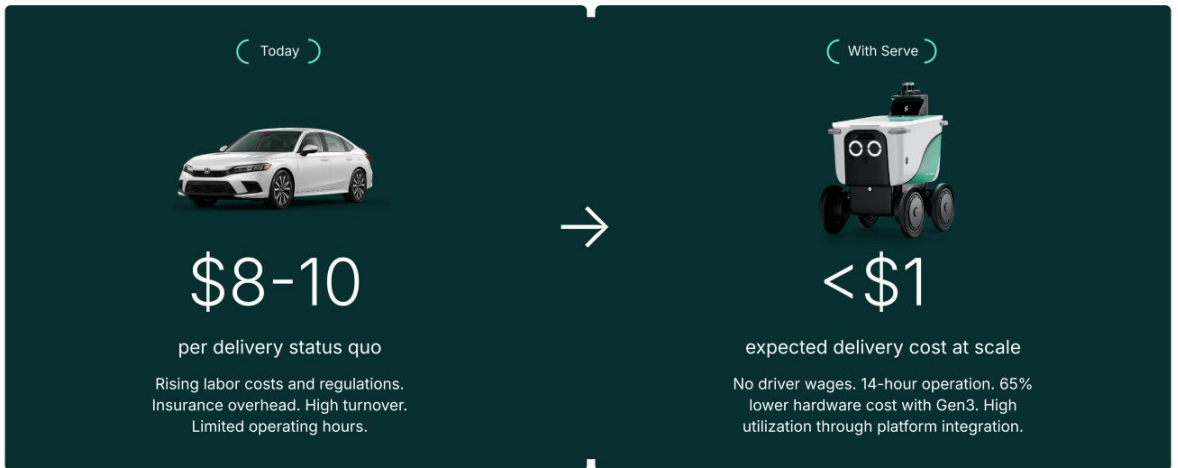 Today
$8-10
per delivery status quo
Rising labor costs and regulations.
Insurance overhead. High turnover.
Limited operating hours.
With Serve
<$1
expected delivery cost at scale
No driver wages. 14-hour operation. 65%
lower hardware cost with Gen3. High
utilization through platform integration.